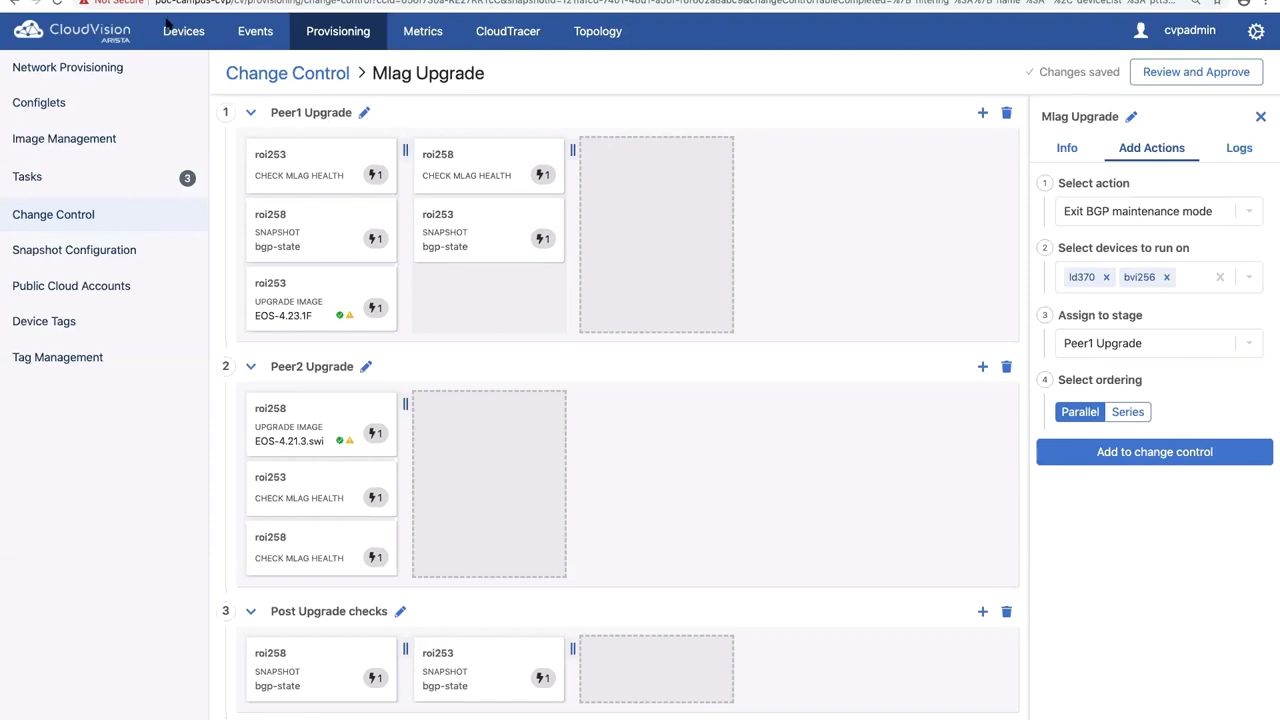 Not Secure
CloudVision
ARISTA
Devices
Events
Provisioning
Metrics
CloudTracer
Topology
cvpadmin
Network Provisioning
Configlets
Image Management
Tasks
3
Change Control
Snapshot Configuration
Public Cloud Accounts
Device Tags
Tag Management
Change Control > Mlag Upgrade
Changes saved
Review and Approve
1
Peer1 Upgrade
roi253
CHECK MLAG HEALTH
1
roi258
CHECK MLAG HEALTH
1
roi258
SNAPSHOT
bgp-state
1
roi253
SNAPSHOT
bgp-state
1
roi253
UPGRADE IMAGE
EOS-4.23.1F
1
2
Peer2 Upgrade
roi258
UPGRADE IMAGE
EOS-4.21.3.swi
1
roi253
CHECK MLAG HEALTH
1
roi258
CHECK MLAG HEALTH
1
3
Post Upgrade checks
roi258
SNAPSHOT
bgp-state
1
roi253
SNAPSHOT
bgp-state
1
Mlag Upgrade
Info
Add Actions
Logs
1 Select action
Exit BGP maintenance mode
2 Select devices to run on
ld370
bvi256
3 Assign to stage
Peer1 Upgrade
4 Select ordering
Parallel
Series
Add to change control